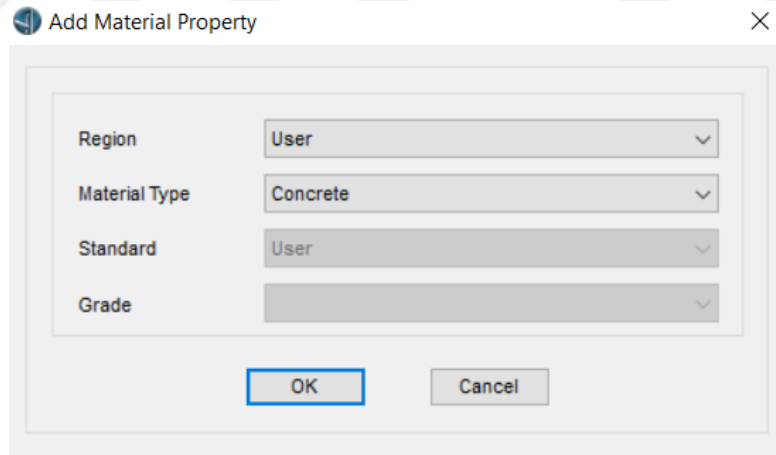 Add Material Property
Region User
Material Type Concrete
Standard User
Grade
OK Cancel